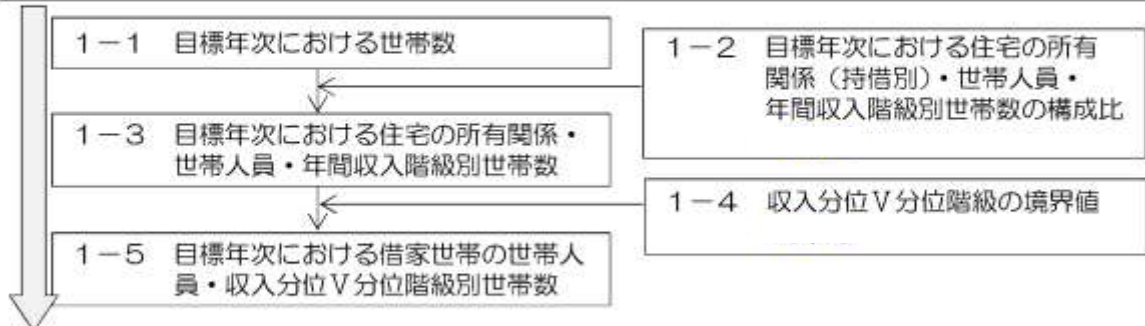 1-1 目標年次における世帯数
1-2 目標年次における住宅の所有
関係（持借別）・世帯人員・
年間収入階級別世帯数の構成比
1-3 目標年次における住宅の所有関係・
世帯人員・年間収入階級別世帯数
1-4 収入分位Ⅴ分位階級の境界値
1-5 目標年次における借家世帯の世帯人
員・収入分位Ⅴ分位階級別世帯数